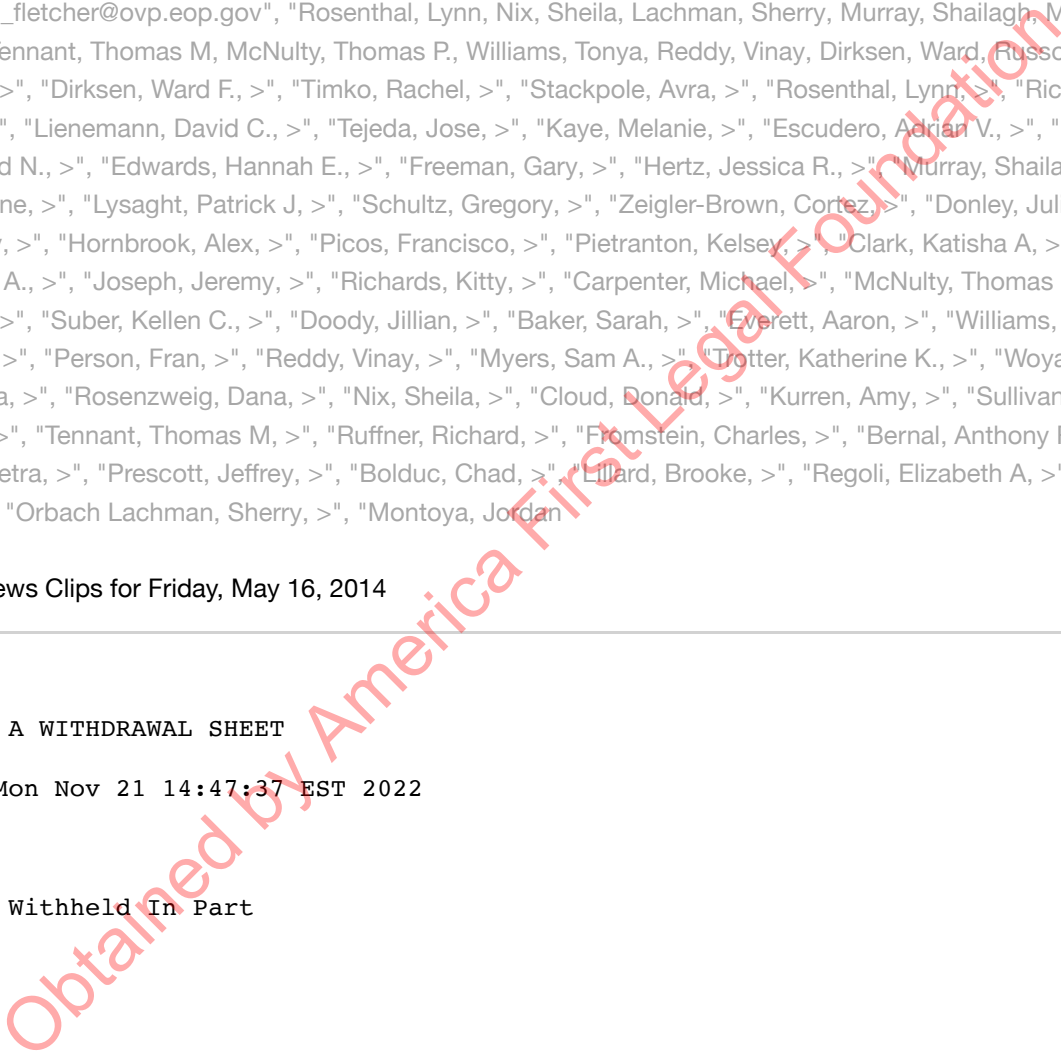 _fletcher@ovp.eop.gov", "Rosenthal, Lynn, Nix, Sheila, Lachman, Sherry, Murray, Shailagh, M
ennant, Thomas M, McNulty, Thomas P., Williams, Tonya, Reddy, Vinay, Dirksen, Ward, Russo
>", "Dirksen, Ward F., >", "Timko, Rachel, >", "Stackpole, Avra, >", "Rosenthal, Lynn, >", "Ric
", "Lienemann, David C., >", "Tejeda, Jose, >", "Kaye, Melanie, >", "Escudero, Adrian V., >", "
d N., >", "Edwards, Hannah E., >", "Freeman, Gary, >", "Hertz, Jessica R., >", "Murray, Shaila
ne, >", "Lysaght, Patrick J, >", "Schultz, Gregory, >", "Zeigler-Brown, Cortez, >", "Donley, Juli
, >", "Hornbrook, Alex, >", "Picos, Francisco, >", "Pietranton, Kelsey, >", "Clark, Katisha A, >
A., >", "Joseph, Jeremy, >", "Richards, Kitty, >", "Carpenter, Michael, >", "McNulty, Thomas
>", "Suber, Kellen C., >", "Doody, Jillian, >", "Baker, Sarah, >", "Everett, Aaron, >", "Williams,
>", "Person, Fran, >", "Reddy, Vinay, >", "Myers, Sam A., >", "Trotter, Katherine K., >", "Woya
a, >", "Rosenzweig, Dana, >", "Nix, Sheila, >", "Cloud, Donald, >", "Kurren, Amy, >", "Sullivan
>", "Tennant, Thomas M, >", "Ruffner, Richard, >", "Fromstein, Charles, >", "Bernal, Anthony
etra, >", "Prescott, Jeffrey, >", "Bolduc, Chad, >", "Lillard, Brooke, >", "Regoli, Elizabeth A, >"
"Orbach Lachman, Sherry, >", "Montoya, Jordan
ews Clips for Friday, May 16, 2014
A WITHDRAWAL SHEET
Mon Nov 21 14:47:37 EST 2022
Withheld In Part
Obtained by America First Legal Foundation